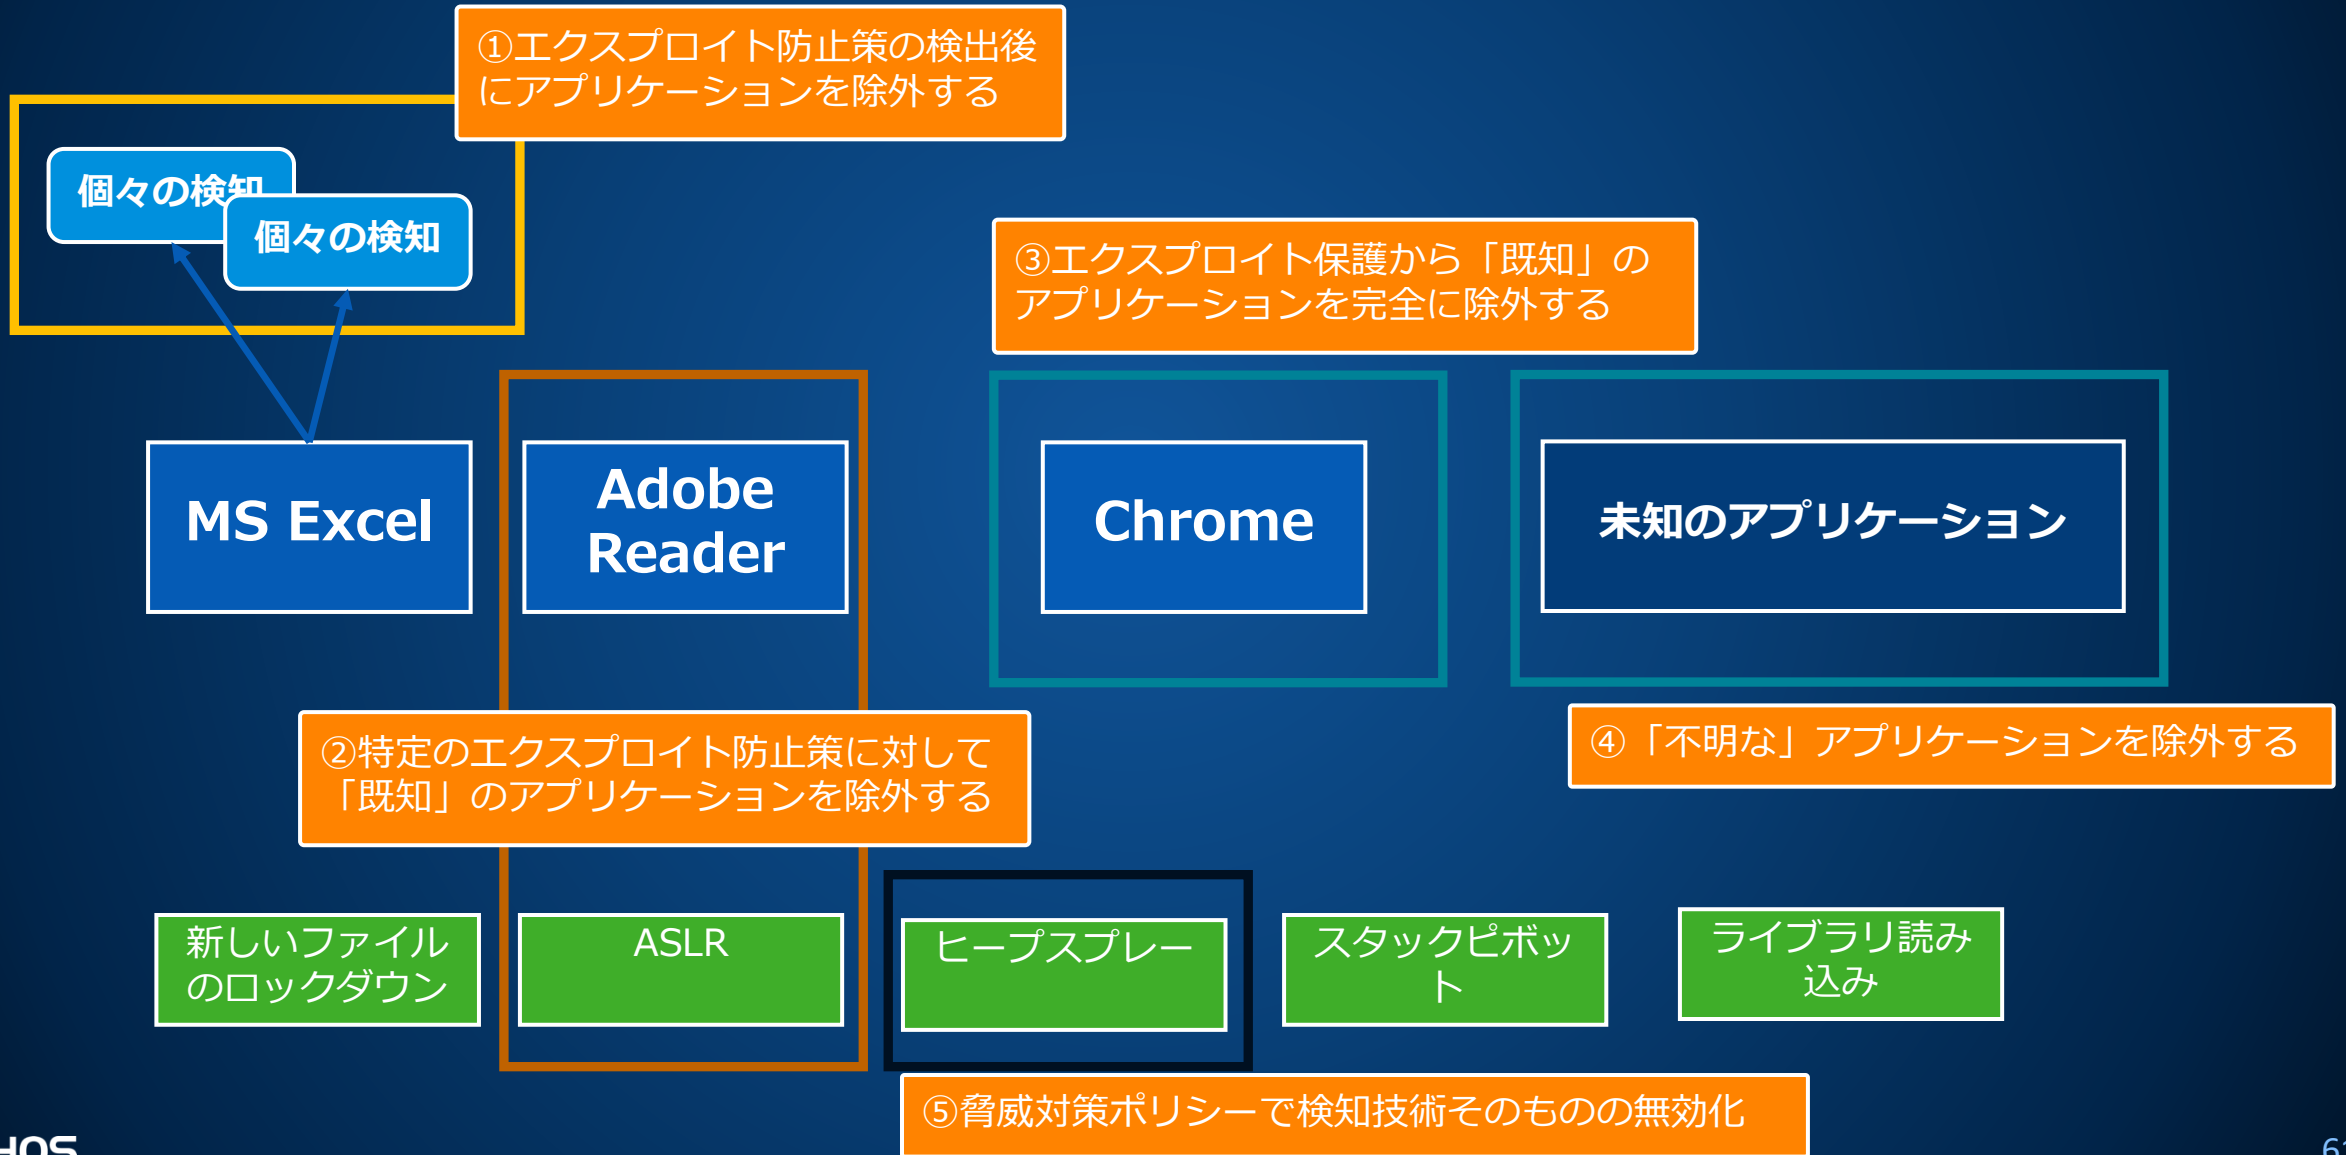 ①エクスプロイト防止策の検出後
にアプリケーションを除外する
個々の検知
個々の検知
③エクスプロイト保護から「既知」の
アプリケーションを完全に除外する
MS Excel
Adobe
Reader
Chrome
未知のアプリケーション
②特定のエクスプロイト防止策に対して
「既知」のアプリケーションを除外する
④「不明な」アプリケーションを除外する
新しいファイル
のロックダウン
ASLR
ヒープスプレー
スタックピボッ
ト
ライブラリ読み
込み
⑤脅威対策ポリシーで検知技術そのものの無効化